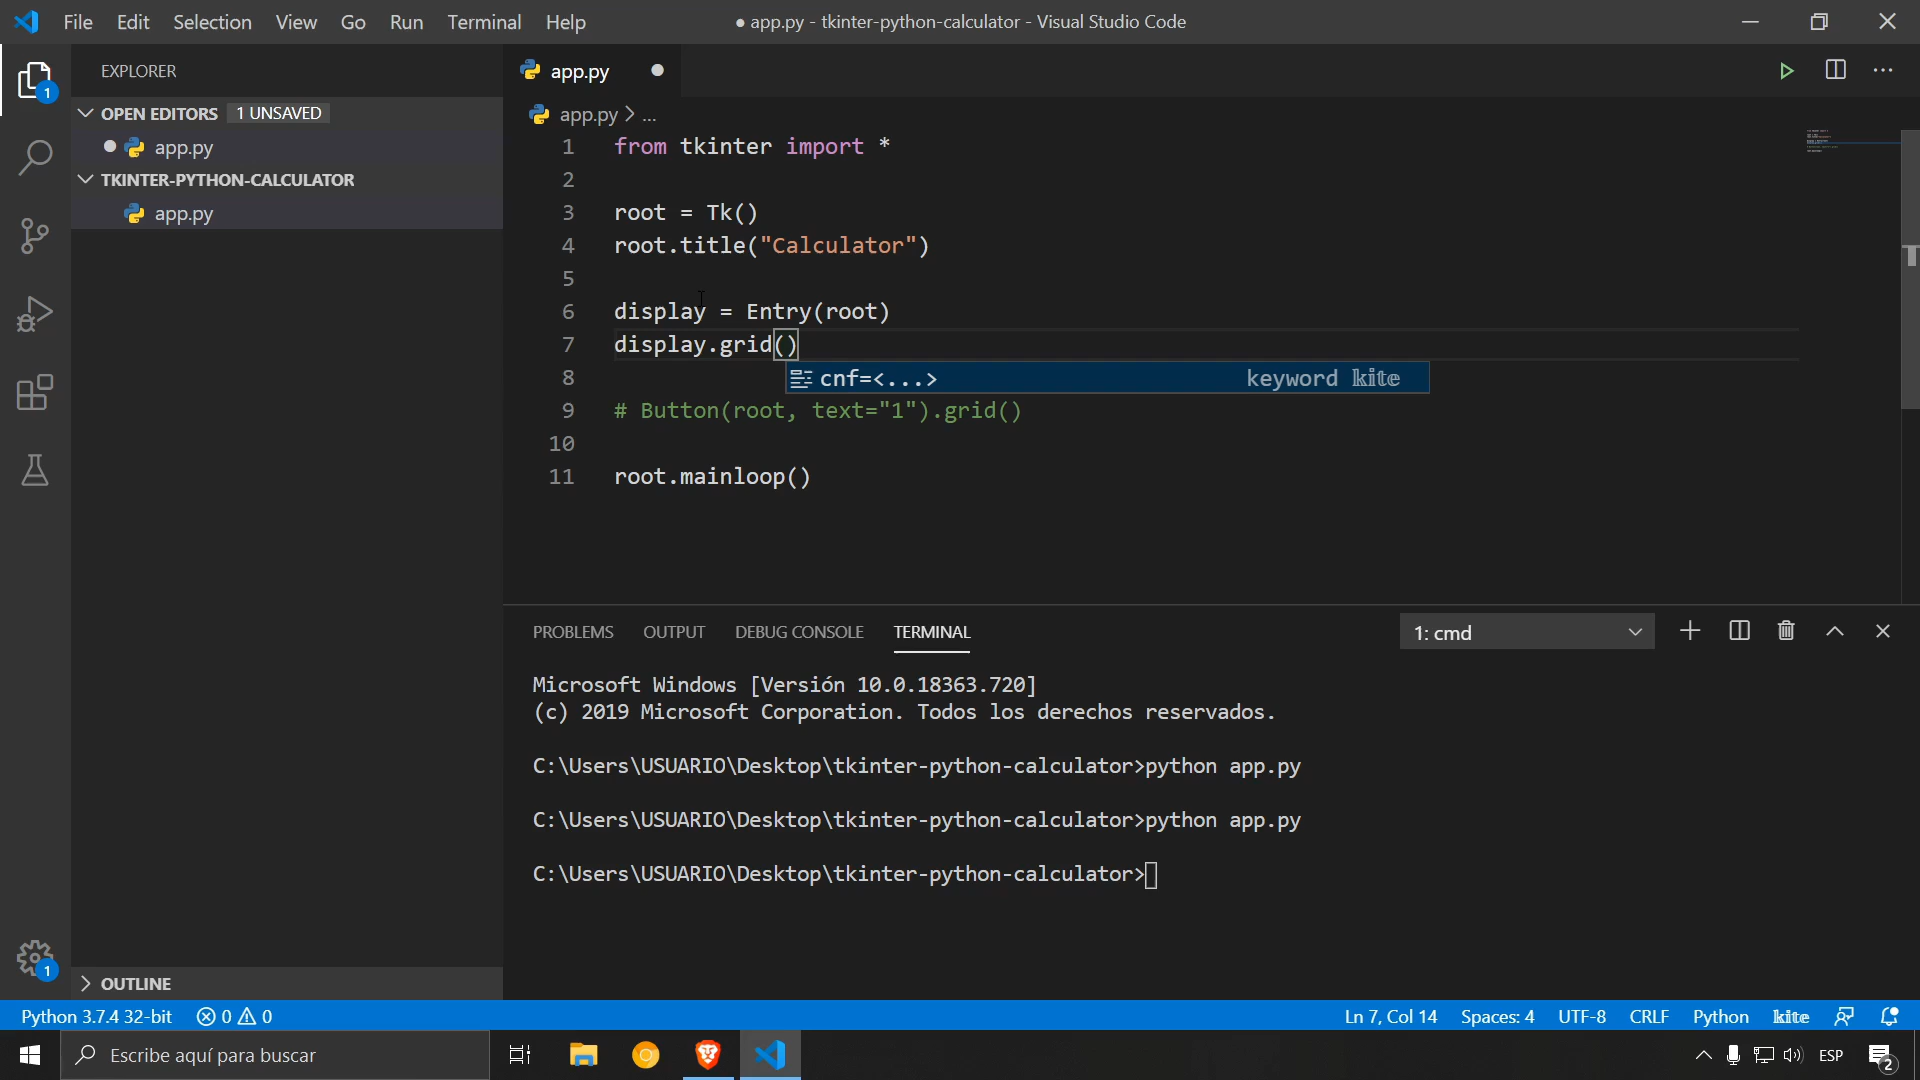 File Edit Selection View Go Run Terminal Help
● app.py - tkinter-python-calculator - Visual Studio Code
EXPLORER
OPEN EDITORS 1 UNSAVED
app.py
TKINTER-PYTHON-CALCULATOR
app.py
OUTLINE
app.py
app.py > ...
1 from tkinter import *
2
3 root = Tk()
4 root.title("Calculator")
5
6 display = Entry(root)
7 display.grid()
8
cnf=<...> keyword kite
9 # Button(root, text="1").grid()
10
11 root.mainloop()
PROBLEMS OUTPUT DEBUG CONSOLE TERMINAL 1: cmd
Microsoft Windows [Versión 10.0.18363.720]
(c) 2019 Microsoft Corporation. Todos los derechos reservados.
C:\Users\USUARIO\Desktop\tkinter-python-calculator>python app.py
C:\Users\USUARIO\Desktop\tkinter-python-calculator>python app.py
C:\Users\USUARIO\Desktop\tkinter-python-calculator>
1
1
Python 3.7.4 32-bit 0 0 Ln 7, Col 14 Spaces: 4 UTF-8 CRLF Python kite
Escribe aquí para buscar ESP 2